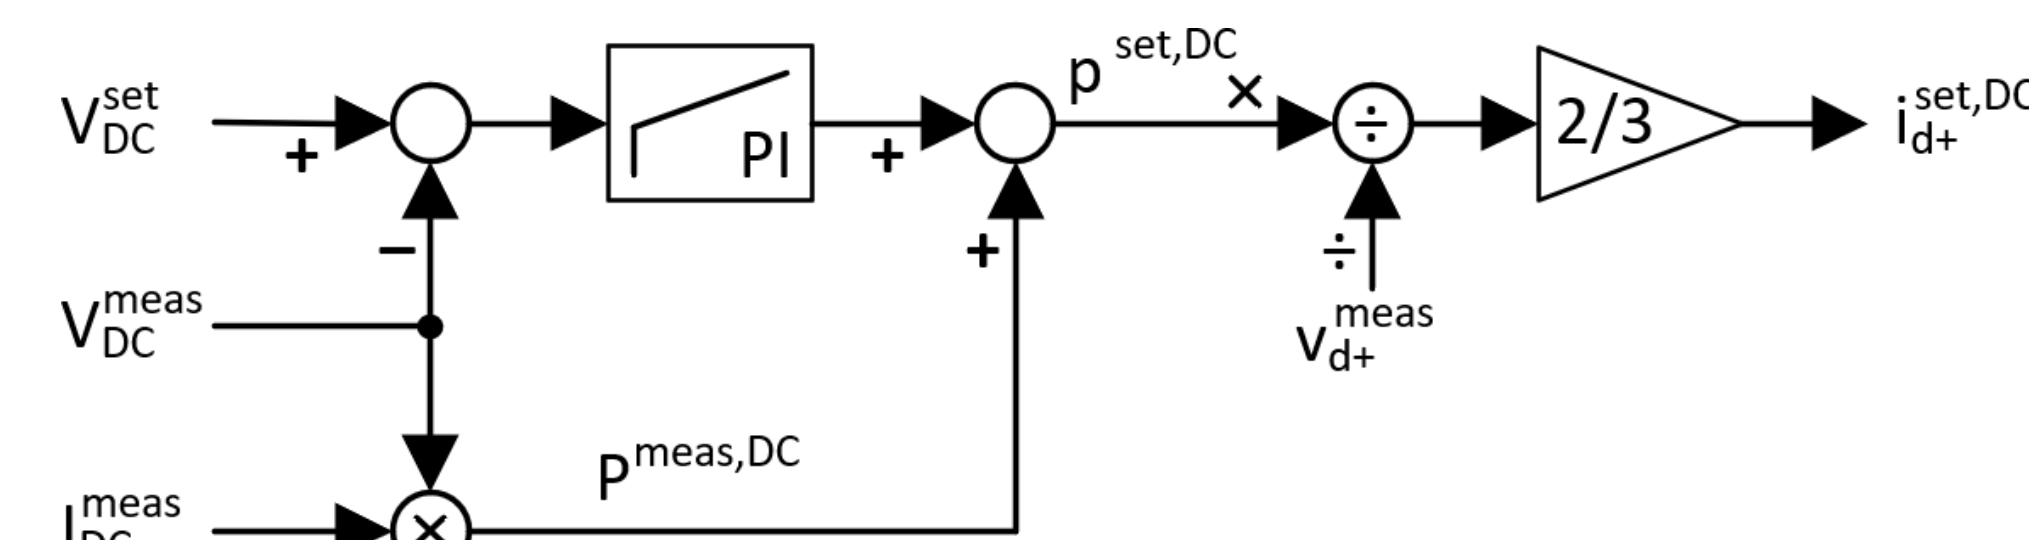 V_DC^set
+
PI
+
p^set,DC
×
÷
2/3
i_d+^set,DC
−
+
÷
V_DC^meas
v_d+^meas
P^meas,DC
I_DC^meas
×